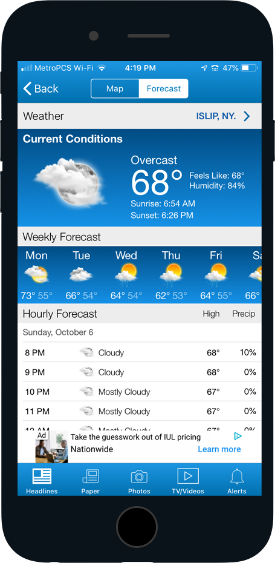 MetroPCS Wi-Fi 4:19 PM 47%
Back Map Forecast
Weather ISLIP, NY.
Current Conditions
Overcast
68°
Feels Like: 68°
Humidity: 84%
Sunrise: 6:54 AM
Sunset: 6:26 PM
Weekly Forecast
Mon Tue Wed Thu Fri Sa
73° 55° 66° 54° 64° 54° 62° 53° 64° 55° 66°
Hourly Forecast High Precip
Sunday, October 6
8 PM Cloudy 68° 10%
9 PM Cloudy 68° 0%
10 PM Mostly Cloudy 67° 0%
11 PM Mostly Cloudy 67° 0%
12 AM Mostly Cloudy 67° 0%
Ad
Take the guesswork out of IUL pricing
Nationwide Learn more
Headlines Paper Photos TV/Videos Alerts